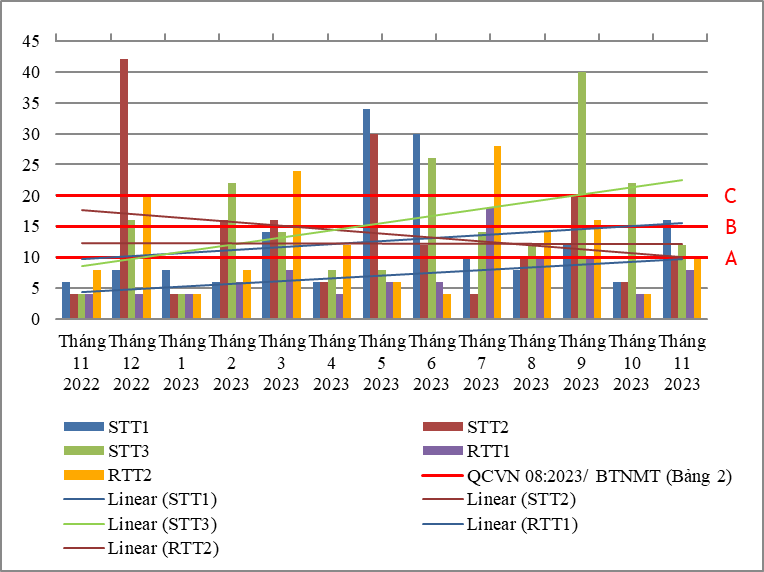 45
40
35
30
25
20
15
10
5
0
C
B
A
Tháng Tháng Tháng Tháng Tháng Tháng Tháng Tháng Tháng Tháng Tháng Tháng Tháng
11 12 1 2 3 4 5 6 7 8 9 10 11
2022 2022 2023 2023 2023 2023 2023 2023 2023 2023 2023 2023 2023
STT1 STT2
STT3 RTT1
RTT2 QCVN 08:2023/ BTNMT (Bảng 2)
Linear (STT1) Linear (STT2)
Linear (STT3) Linear (RTT1)
Linear (RTT2)